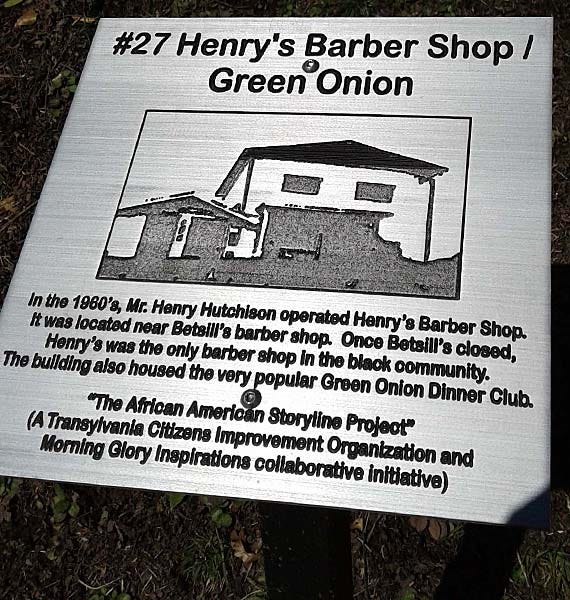 #27 Henry's Barber Shop /
Green Onion
In the 1960's, Mr. Henry Hutchison operated Henry's Barber Shop.
It was located near Betsill's barber shop. Once Betsill's closed,
Henry's was the only barber shop in the black community.
The building also housed the very popular Green Onion Dinner Club.
"The African American Storyline Project"
(A Transylvania Citizens Improvement Organization and
Morning Glory Inspirations collaborative initiative)